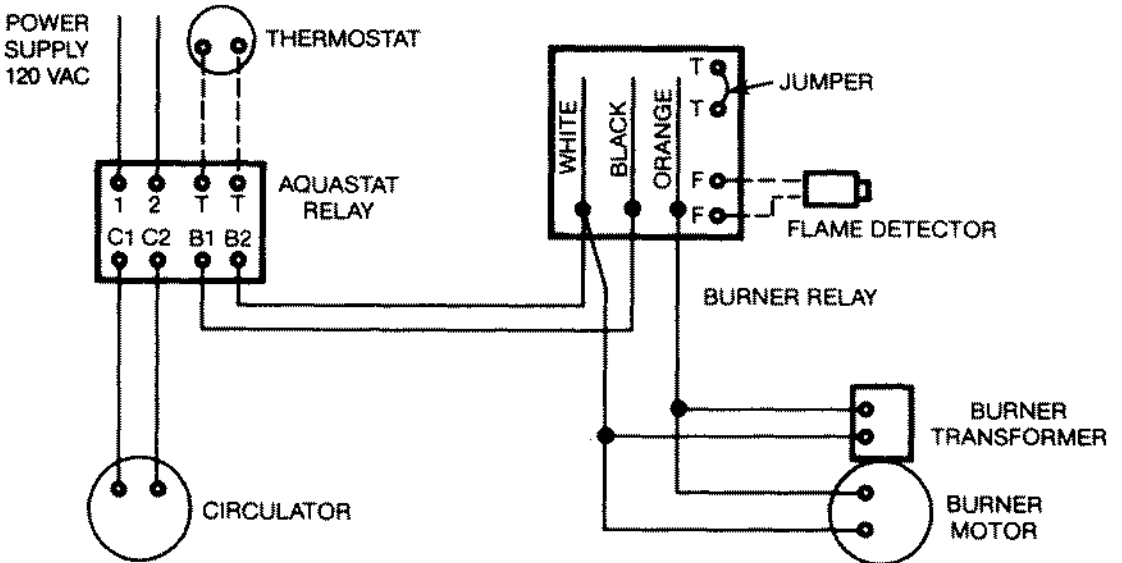 POWER
SUPPLY
120 VAC
THERMOSTAT
1 2 T T
C1 C2 B1 B2
AQUASTAT
RELAY
CIRCULATOR
WHITE
BLACK
ORANGE
T
T
JUMPER
F
F
FLAME DETECTOR
BURNER RELAY
BURNER
TRANSFORMER
BURNER
MOTOR